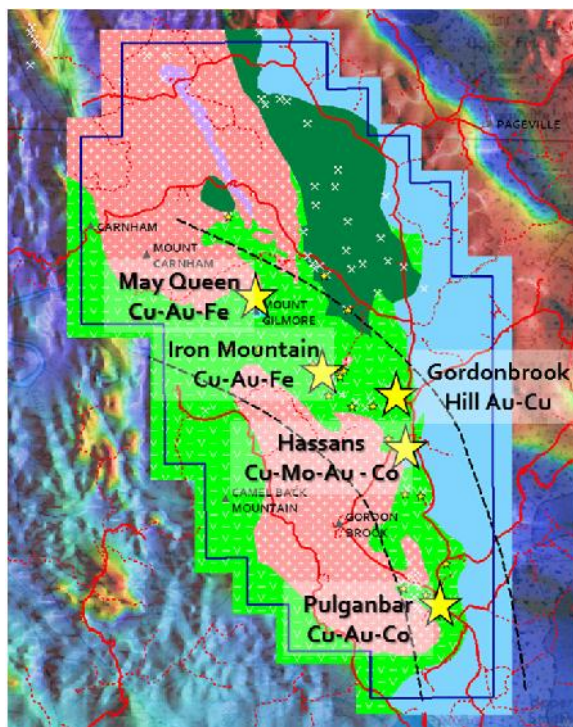 PAGEVILLE
CARNHAM
MOUNT
CARNHAM
May Queen
Cu-Au-Fe
MOUNT
GILMORE
Iron Mountain
Cu-Au-Fe
Gordonbrook
Hill Au-Cu
Hassans
Cu-Mo-Au - Co
CAMEL BACK
MOUNTAIN
GORDON
BROOK
Pulganbar
Cu-Au-Co